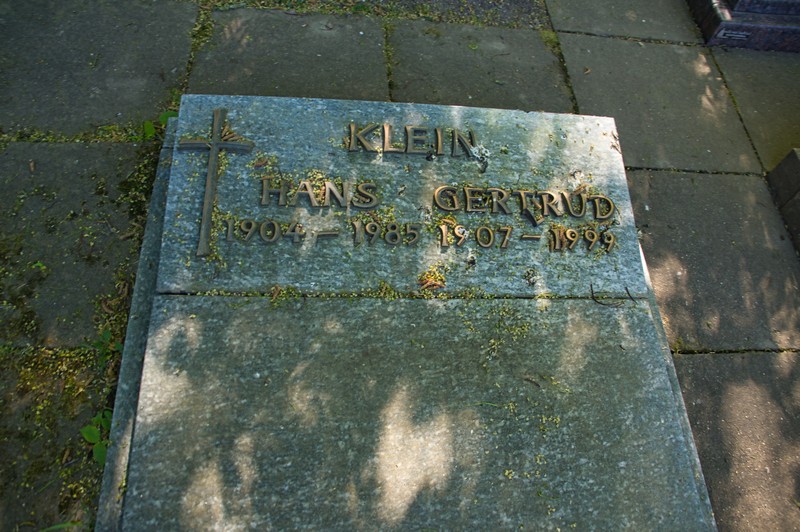 KLEIN
HANS GERTRUD
1904 – 1985 1907 – 1999